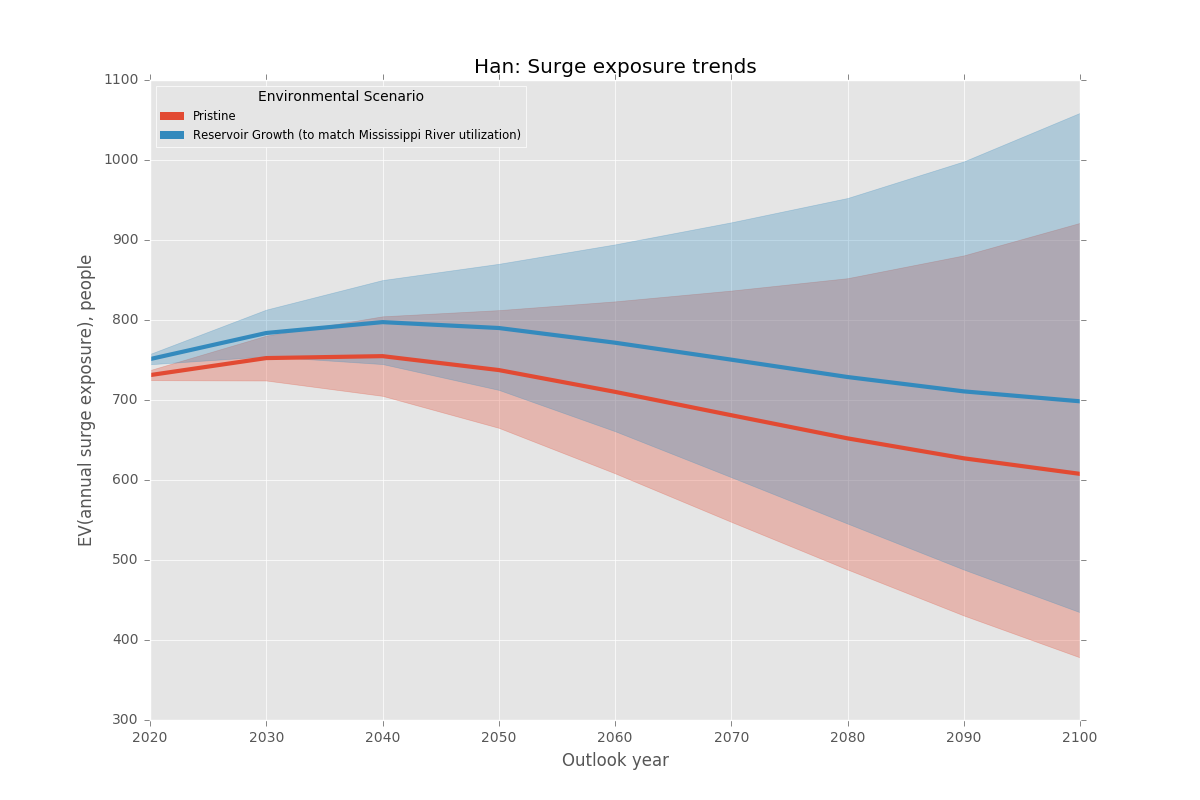 Han: Surge exposure trends
1100
1000
900
800
700
600
500
400
300
EV(annual surge exposure), people
Environmental Scenario
Pristine
Reservoir Growth (to match Mississippi River utilization)
2020 2030 2040 2050 2060 2070 2080 2090 2100
Outlook year